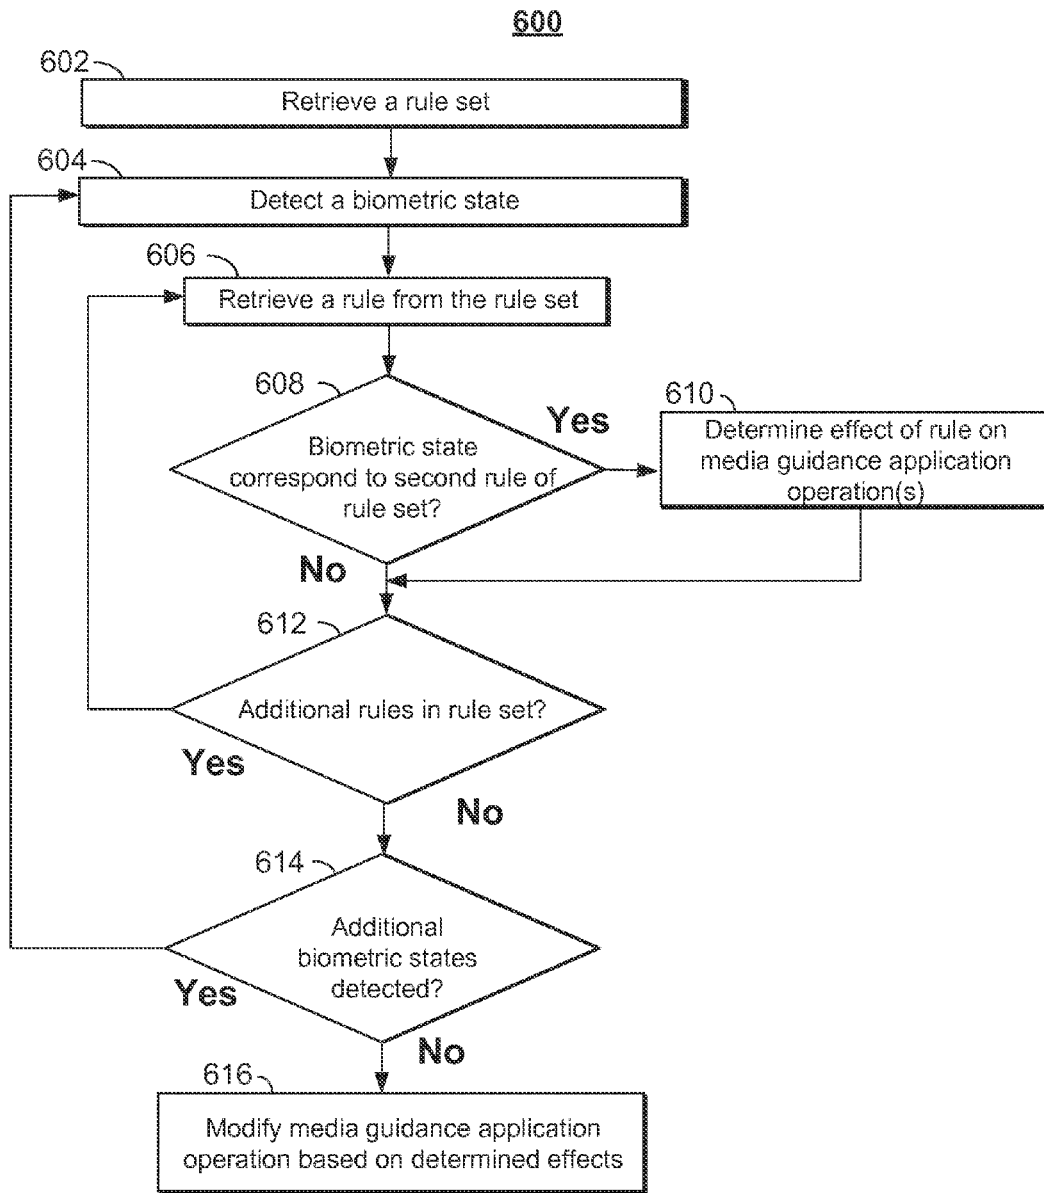 600
602
Retrieve a rule set
604
Detect a biometric state
606
Retrieve a rule from the rule set
608
Biometric state
correspond to second rule of
rule set?
Yes
610
Determine effect of rule on
media guidance application
operation(s)
No
612
Additional rules in rule set?
Yes
No
614
Additional
biometric states
detected?
Yes
No
616
Modify media guidance application
operation based on determined effects